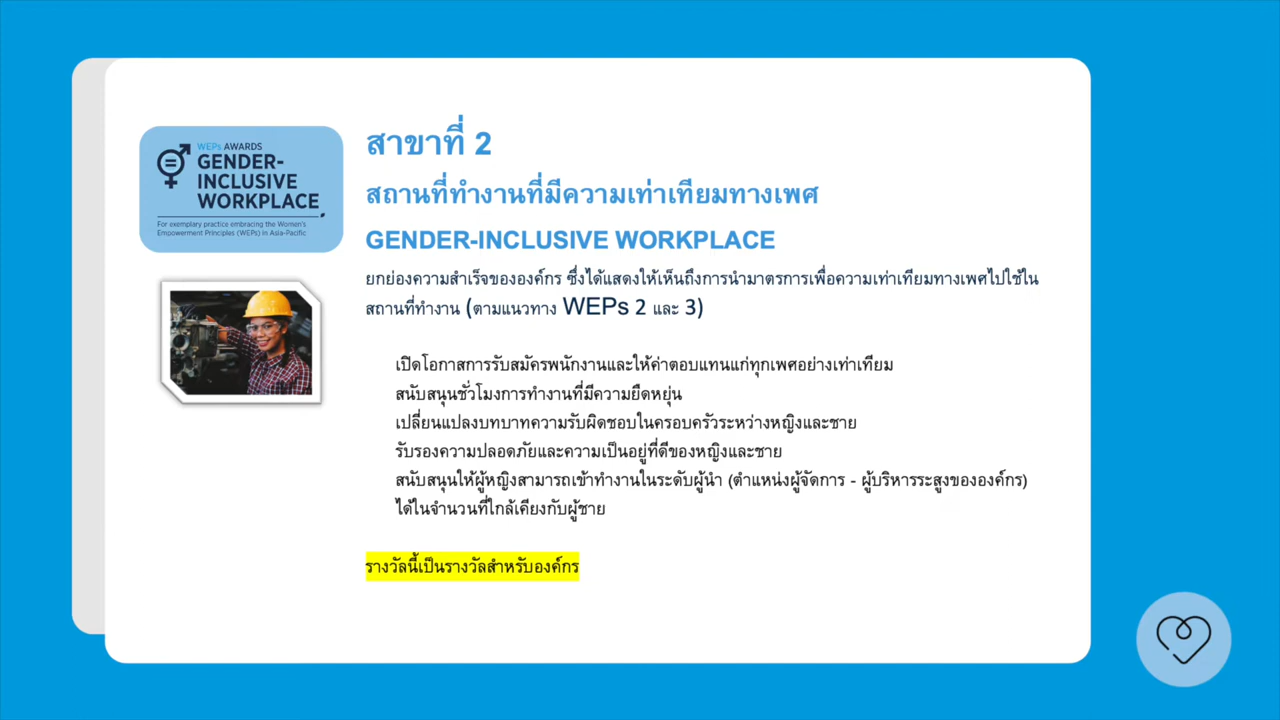 WEPs AWARDS
GENDER-
INCLUSIVE
WORKPLACE
For exemplary practice embracing the Women's
Empowerment Principles (WEPs) in Asia-Pacific
สาขาที่ 2
สถานที่ทำงานที่มีความเท่าเทียมทางเพศ
GENDER-INCLUSIVE WORKPLACE
ยกย่องความสำเร็จขององค์กร ซึ่งได้แสดงให้เห็นถึงการนำมาตรการเพื่อความเท่าเทียมทางเพศไปใช้ใน
สถานที่ทำงาน (ตามแนวทาง WEPs 2 และ 3)
เปิดโอกาสการรับสมัครพนักงานและให้ค่าตอบแทนแก่ทุกเพศอย่างเท่าเทียม
สนับสนุนชั่วโมงการทำงานที่มีความยืดหยุ่น
เปลี่ยนแปลงบทบาทความรับผิดชอบในครอบครัวระหว่างหญิงและชาย
รับรองความปลอดภัยและความเป็นอยู่ที่ดีของหญิงและชาย
สนับสนุนให้ผู้หญิงสามารถเข้าทำงานในระดับผู้นำ (ตำแหน่งผู้จัดการ - ผู้บริหารระสูงขององค์กร)
ได้ในจำนวนที่ใกล้เคียงกับผู้ชาย
รางวัลนี้เป็นรางวัลสำหรับองค์กร